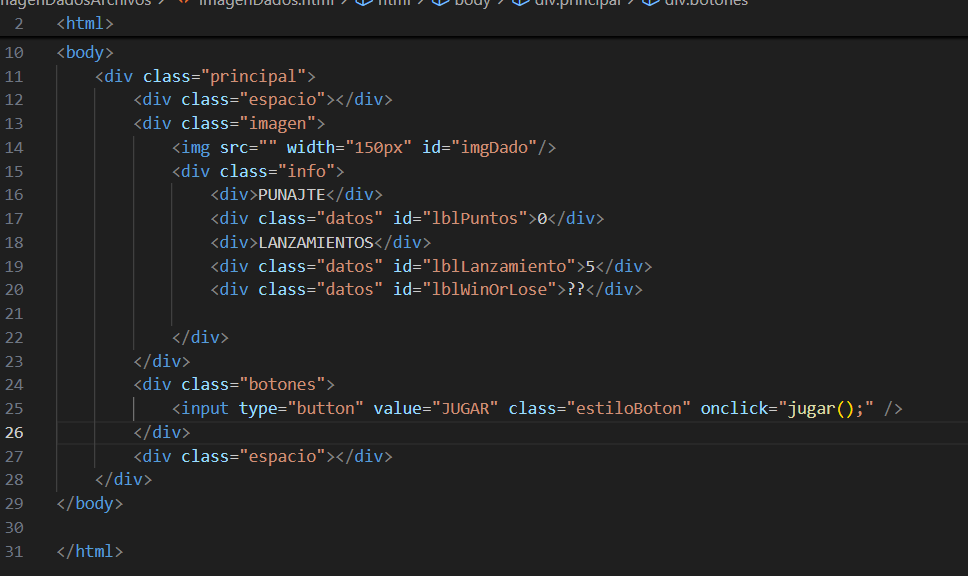 imagenDados.html > html > body > div.principal > div.botones
2 <html>
10 <body>
11 <div class="principal">
12 <div class="espacio"></div>
13 <div class="imagen">
14 <img src="" width="150px" id="imgDado"/>
15 <div class="info">
16 <div>PUNAJTE</div>
17 <div class="datos" id="lblPuntos">0</div>
18 <div>LANZAMIENTOS</div>
19 <div class="datos" id="lblLanzamiento">5</div>
20 <div class="datos" id="lblWinOrLose">??</div>
21
22 </div>
23 </div>
24 <div class="botones">
25 <input type="button" value="JUGAR" class="estiloBoton" onclick="jugar();" />
26 </div>
27 <div class="espacio"></div>
28 </div>
29 </body>
30
31 </html>